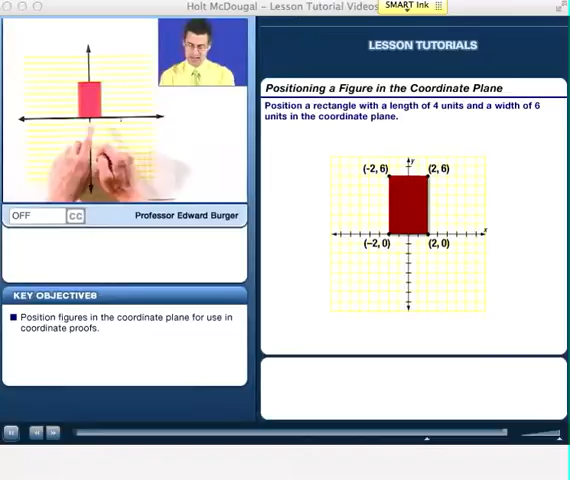 Holt McDougal – Lesson Tutorial Videos
SMART Ink
LESSON TUTORIALS
Positioning a Figure in the Coordinate Plane
Position a rectangle with a length of 4 units and a width of 6
units in the coordinate plane.
y
(-2, 6)
(2, 6)
x
(-2, 0)
(2, 0)
OFF
CC
Professor Edward Burger
KEY OBJECTIVES
Position figures in the coordinate plane for use in
coordinate proofs.